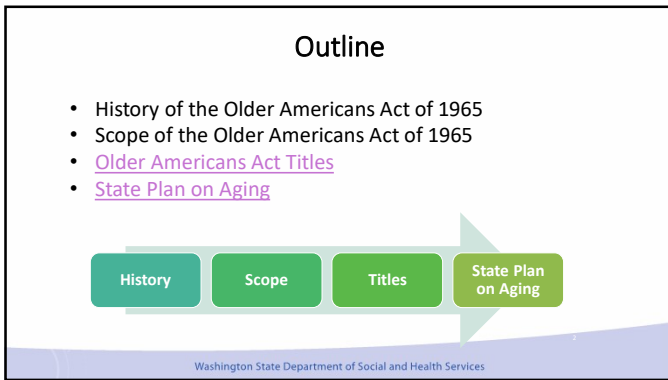 Outline
• History of the Older Americans Act of 1965
• Scope of the Older Americans Act of 1965
• Older Americans Act Titles
• State Plan on Aging
History
Scope
Titles
State Plan
on Aging
2
Washington State Department of Social and Health Services